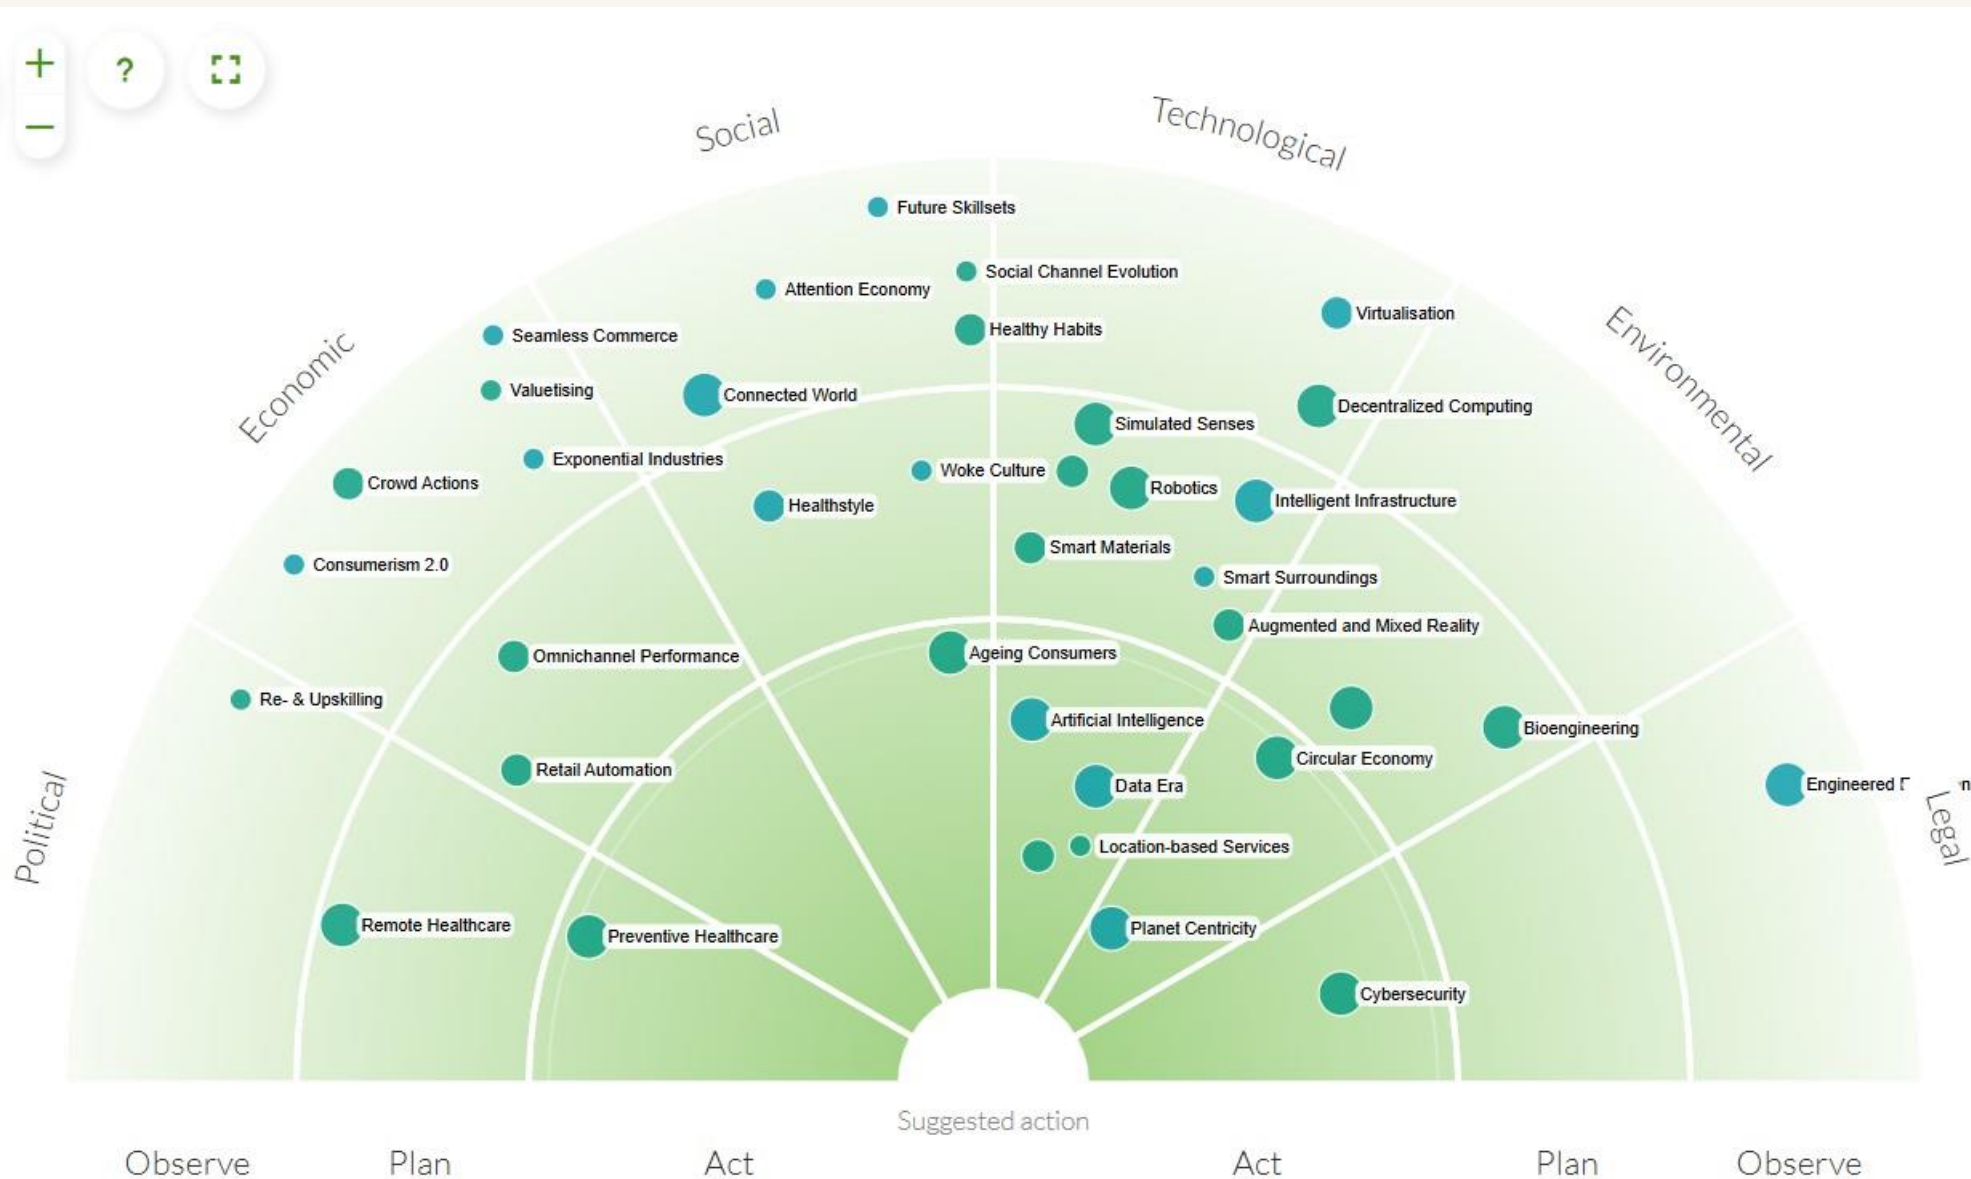 +
?
−
Social
Technological
Economic
Environmental
Political
Legal
Future Skillsets
Social Channel Evolution
Attention Economy
Virtualisation
Healthy Habits
Seamless Commerce
Valuetising
Connected World
Decentralized Computing
Simulated Senses
Exponential Industries
Woke Culture
Crowd Actions
Robotics
Intelligent Infrastructure
Healthstyle
Smart Materials
Consumerism 2.0
Smart Surroundings
Augmented and Mixed Reality
Ageing Consumers
Omnichannel Performance
Re- & Upskilling
Artificial Intelligence
Bioengineering
Circular Economy
Retail Automation
Data Era
Engineered
Location-based Services
Remote Healthcare
Planet Centricity
Preventive Healthcare
Cybersecurity
Suggested action
Observe Plan Act Act Plan Observe